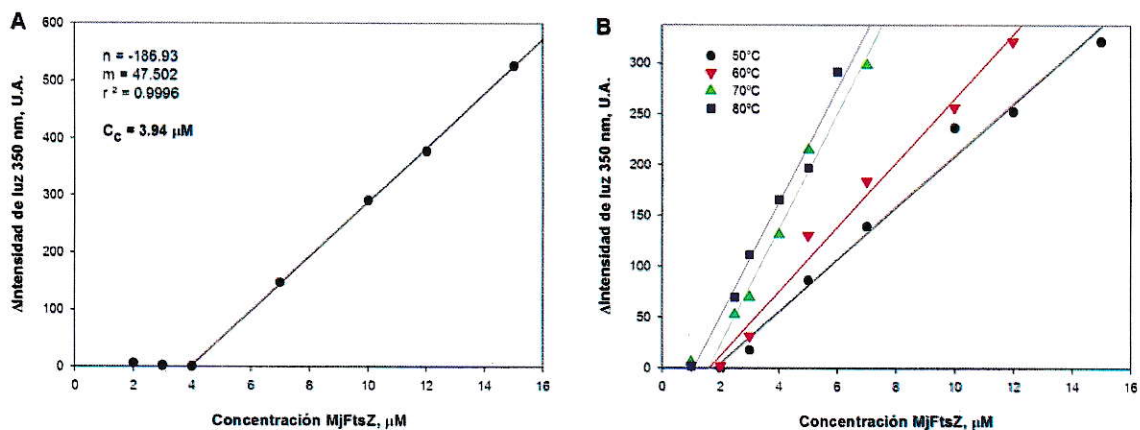 A
600
500
400
300
200
100
0
ΔIntensidad de luz 350 nm, U.A.
n = -186.93
m = 47.502
r² = 0.9996
C_C = 3.94 µM
0 2 4 6 8 10 12 14 16
Concentración MjFtsZ, µM
B
300
250
200
150
100
50
0
ΔIntensidad de luz 350 nm, U.A.
50°C
60°C
70°C
80°C
0 2 4 6 8 10 12 14 16
Concentración MjFtsZ, µM